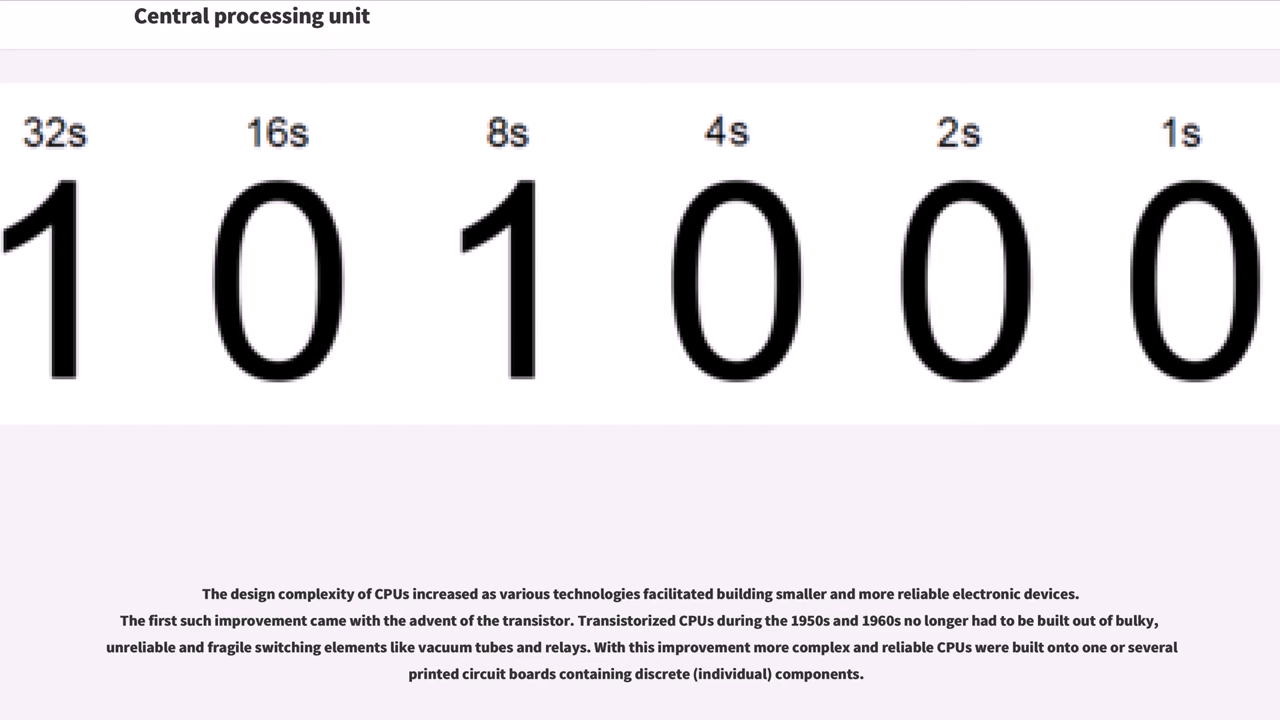 Central processing unit
32s 16s 8s 4s 2s 1s
1 0 1 0 0 0
The design complexity of CPUs increased as various technologies facilitated building smaller and more reliable electronic devices.
The first such improvement came with the advent of the transistor. Transistorized CPUs during the 1950s and 1960s no longer had to be built out of bulky,
unreliable and fragile switching elements like vacuum tubes and relays. With this improvement more complex and reliable CPUs were built onto one or several
printed circuit boards containing discrete (individual) components.